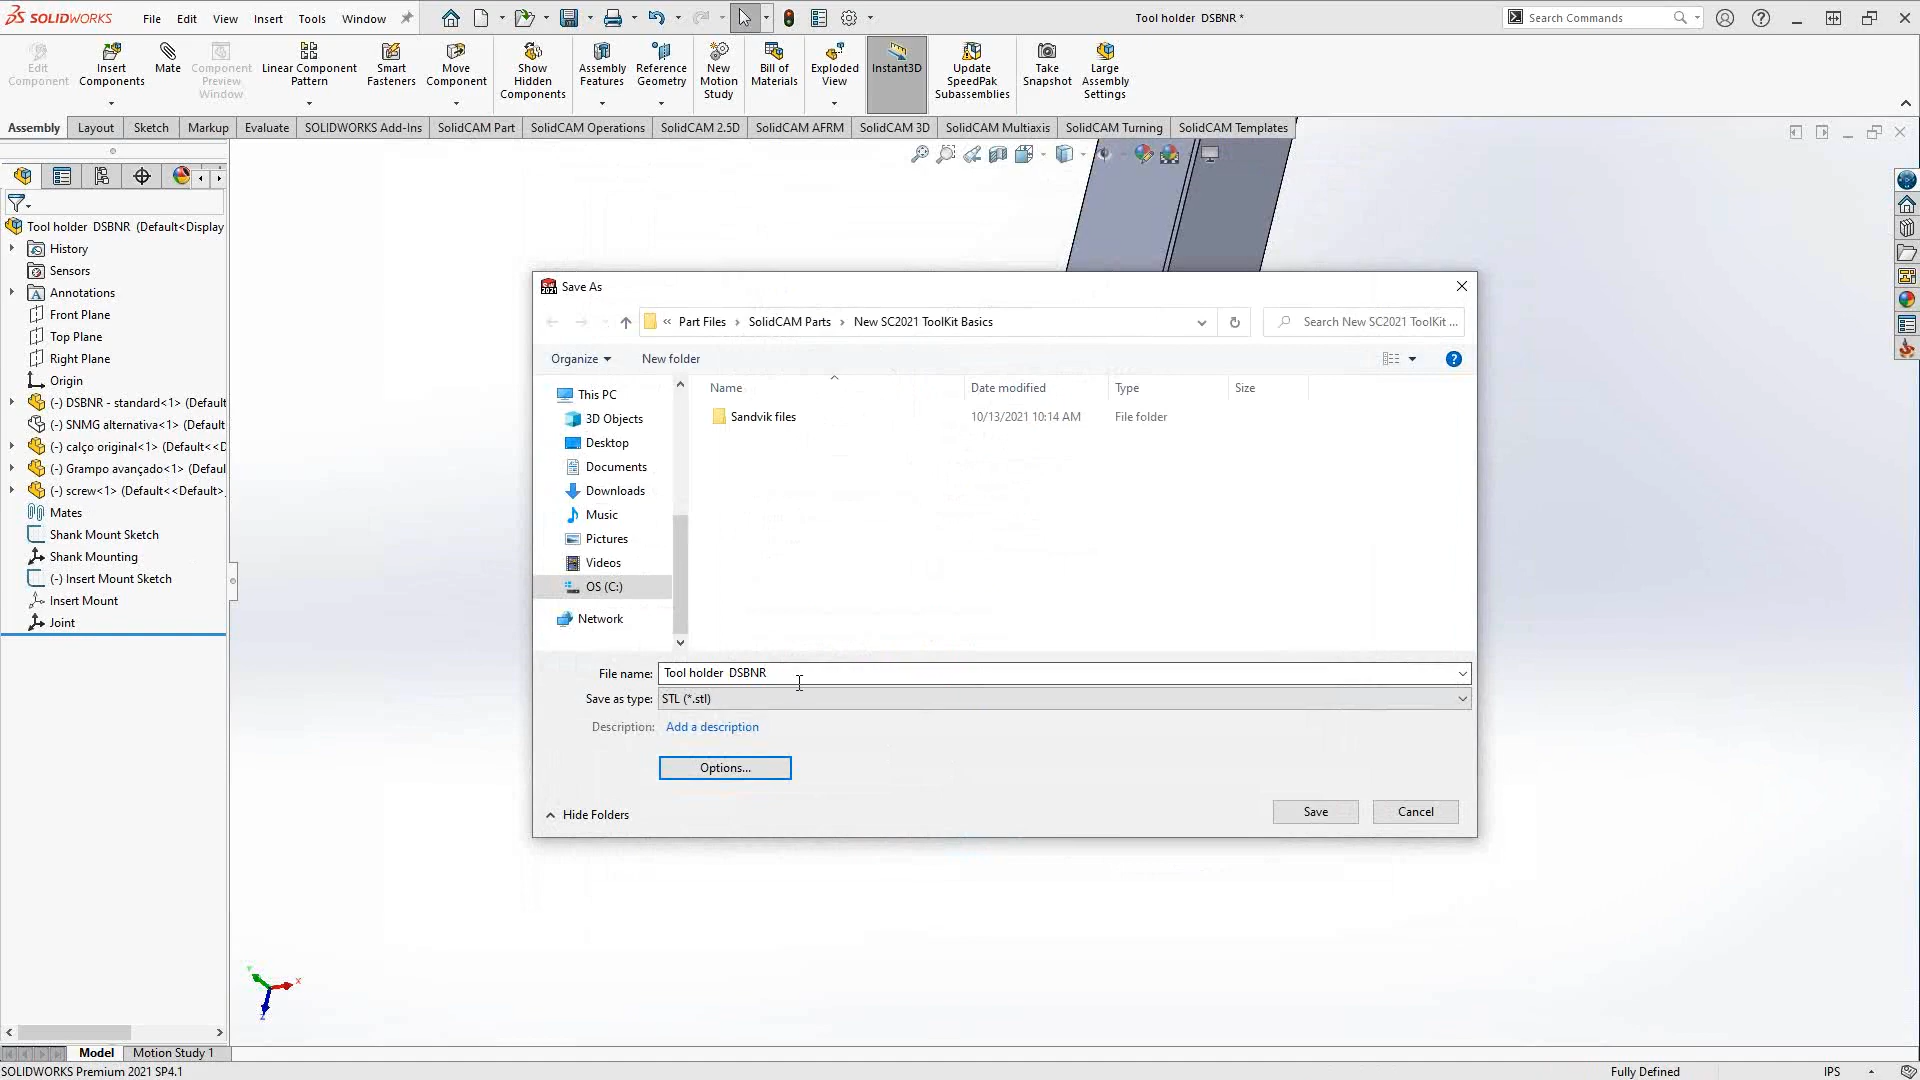 SOLIDWORKS File Edit View Insert Tools Window
Tool holder DSBNR *
Search Commands
Edit Component
Insert Components
Mate
Component Preview Window
Linear Component Pattern
Smart Fasteners
Move Component
Show Hidden Components
Assembly Features
Reference Geometry
New Motion Study
Bill of Materials
Exploded View
Instant3D
Update SpeedPak Subassemblies
Take Snapshot
Large Assembly Settings
Assembly Layout Sketch Markup Evaluate SOLIDWORKS Add-Ins SolidCAM Part SolidCAM Operations SolidCAM 2.5D SolidCAM AFRM SolidCAM 3D SolidCAM Multiaxis SolidCAM Turning SolidCAM Templates
Tool holder DSBNR (Default<Display
History
Sensors
Annotations
Front Plane
Top Plane
Right Plane
Origin
(-) DSBNR - standard<1> (Default
(-) SNMG alternativa<1> (Default
(-) calço original<1> (Default<<D
(-) Grampo avançado<1> (Defaul
(-) screw<1> (Default<<Default>_
Mates
Shank Mount Sketch
Shank Mounting
(-) Insert Mount Sketch
Insert Mount
Joint
Save As
« Part Files › SolidCAM Parts › New SC2021 ToolKit Basics
Search New SC2021 ToolKit ...
Organize New folder
This PC
3D Objects
Desktop
Documents
Downloads
Music
Pictures
Videos
OS (C:)
Network
Name Date modified Type Size
Sandvik files 10/13/2021 10:14 AM File folder
File name: Tool holder DSBNR
Save as type: STL (*.stl)
Description: Add a description
Options...
Hide Folders
Save Cancel
Y
X
Z
Model Motion Study 1
SOLIDWORKS Premium 2021 SP4.1
Fully Defined
IPS